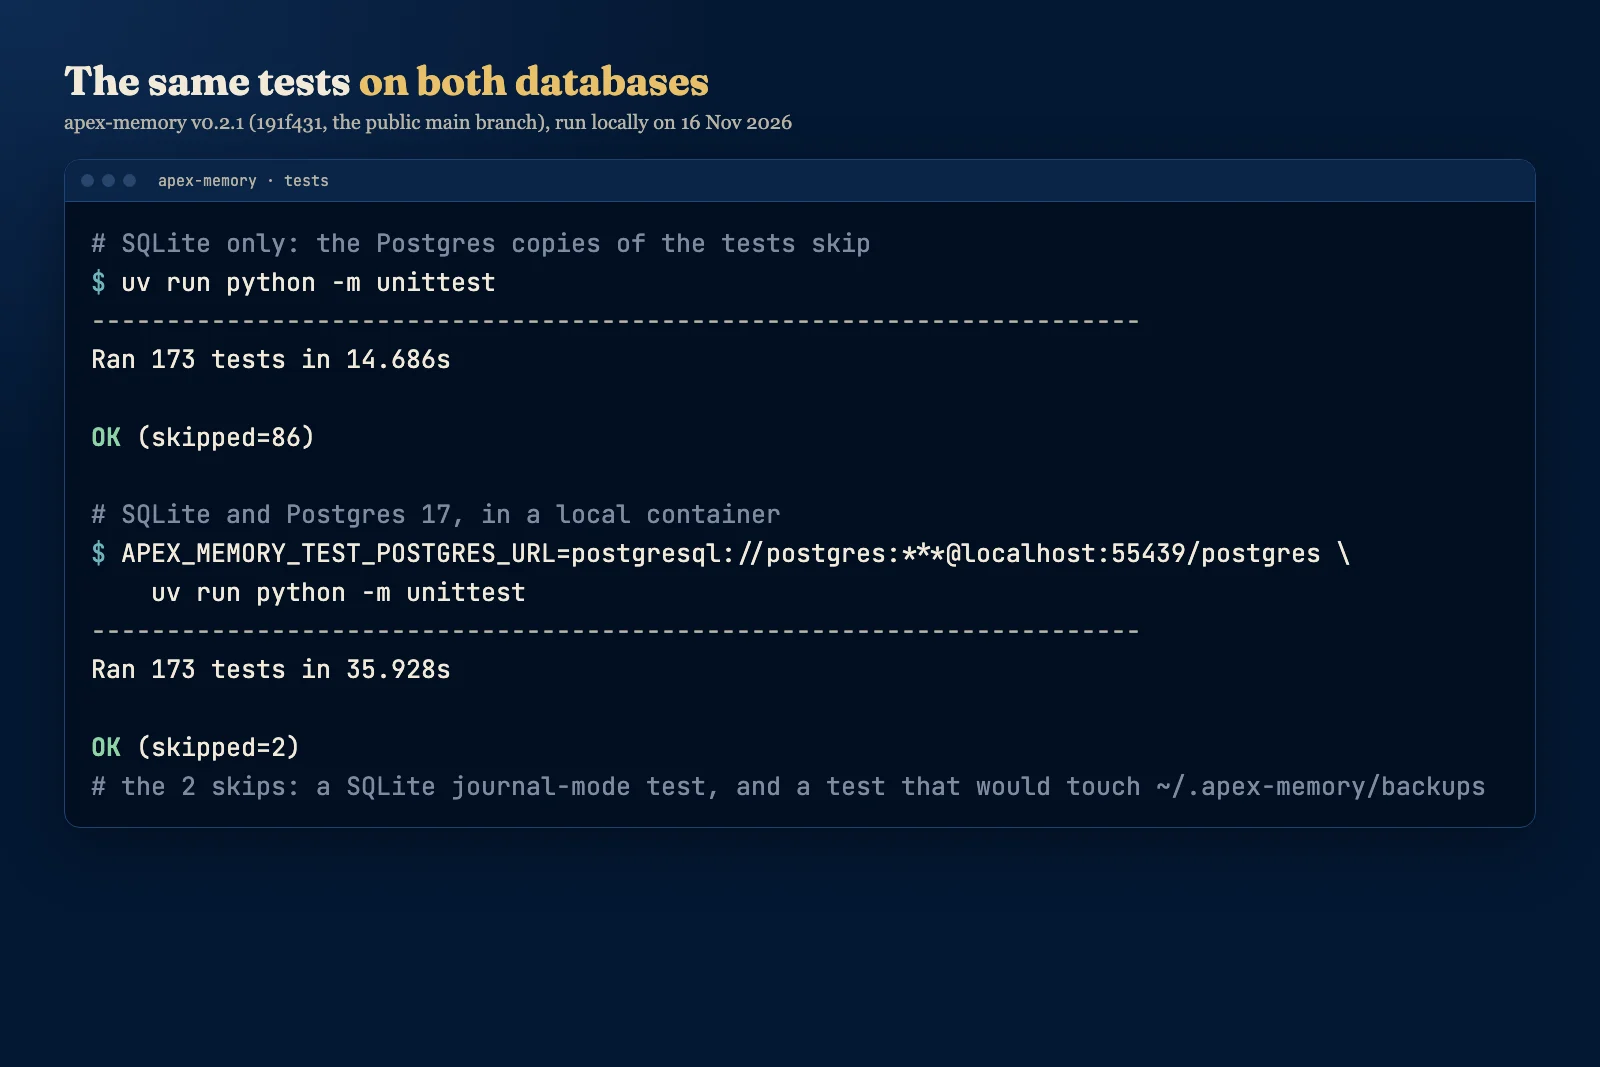 The same tests on both databases
apex-memory v0.2.1 (191f431, the public main branch), run locally on 16 Nov 2026
apex-memory · tests
# SQLite only: the Postgres copies of the tests skip
$ uv run python -m unittest
----------------------------------------------------------------------
Ran 173 tests in 14.686s
OK (skipped=86)
# SQLite and Postgres 17, in a local container
$ APEX_MEMORY_TEST_POSTGRES_URL=postgresql://postgres:***@localhost:55439/postgres \
uv run python -m unittest
----------------------------------------------------------------------
Ran 173 tests in 35.928s
OK (skipped=2)
# the 2 skips: a SQLite journal-mode test, and a test that would touch ~/.apex-memory/backups